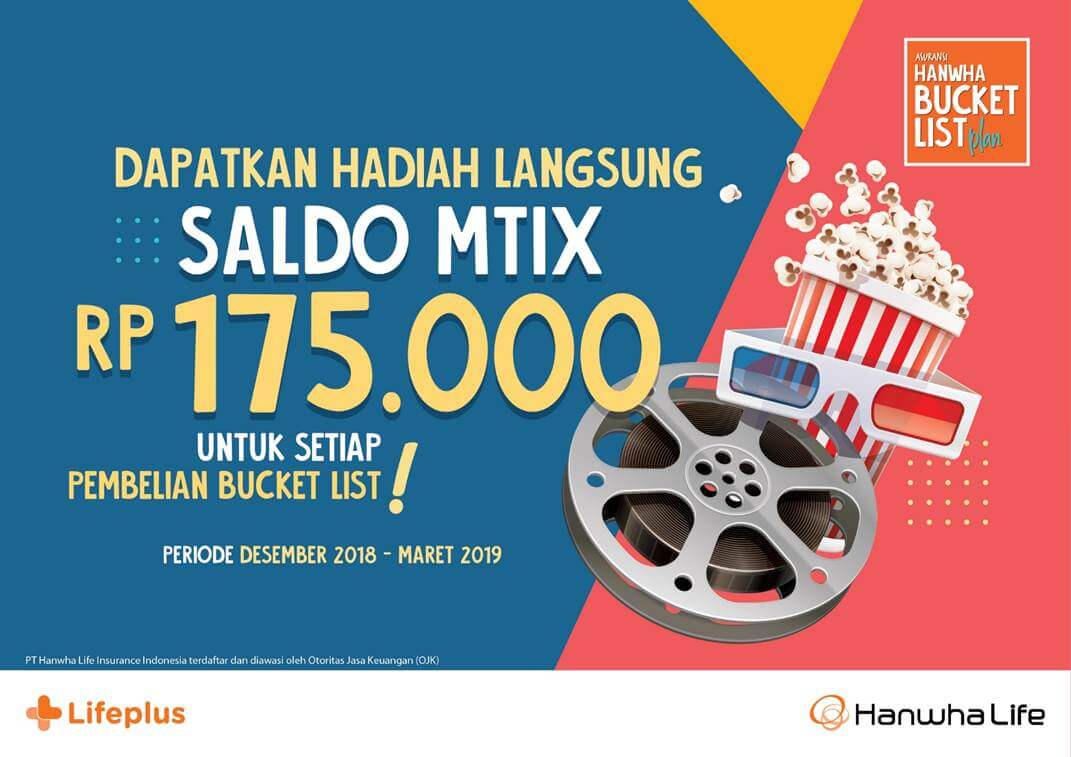 ASURANSI
HANWHA
BUCKET
LIST plan
DAPATKAN HADIAH LANGSUNG
SALDO MTIX
RP 175.000
UNTUK SETIAP
PEMBELIAN BUCKET LIST !
PERIODE DESEMBER 2018 - MARET 2019
PT Hanwha Life Insurance Indonesia terdaftar dan diawasi oleh Otoritas Jasa Keuangan (OJK)
Lifeplus
Hanwha Life